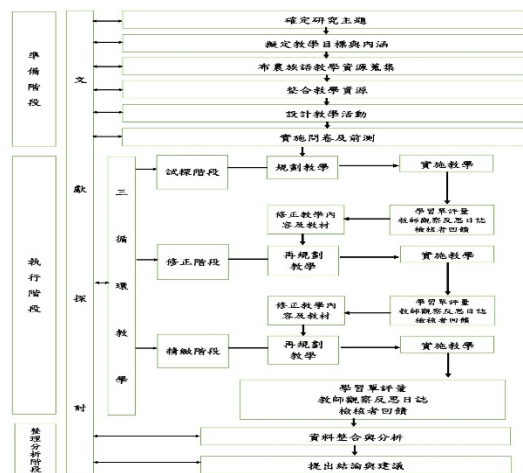 準備階段
執行階段
整理分析階段
文獻探討
確定研究主題
擬定教學目標與內涵
布農族語教學資源蒐集
整合教學資源
設計教學活動
實施問卷及前測
三循環教學
試探階段
規劃教學
實施教學
學習單評量
教師觀察反思日誌
檢核者回饋
修正教學內
容及教材
修正階段
再規劃
教學
實施教學
學習單評量
教師觀察反思日誌
檢核者回饋
修正教學內
容及教材
精緻階段
再規劃
教學
實施教學
學習單評量
教師觀察反思日誌
檢核者回饋
資料整合與分析
提出結論與建議